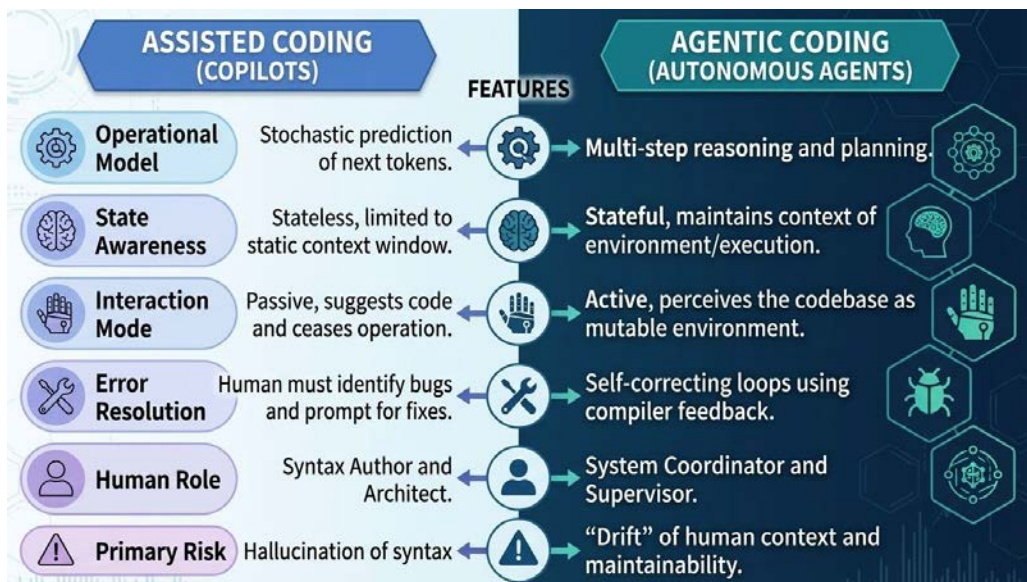 ASSISTED CODING
(COPILOTS)
AGENTIC CODING
(AUTONOMOUS AGENTS)
FEATURES
Operational
Model
Stochastic prediction
of next tokens.
Multi-step reasoning and planning.
State
Awareness
Stateless, limited to
static context window.
Stateful, maintains context of
environment/execution.
Interaction
Mode
Passive, suggests code
and ceases operation.
Active, perceives the codebase as
mutable environment.
Error
Resolution
Human must identify bugs
and prompt for fixes.
Self-correcting loops using
compiler feedback.
Human Role
Syntax Author and
Architect.
System Coordinator and
Supervisor.
Primary Risk
Hallucination of syntax
“Drift” of human context and
maintainability.